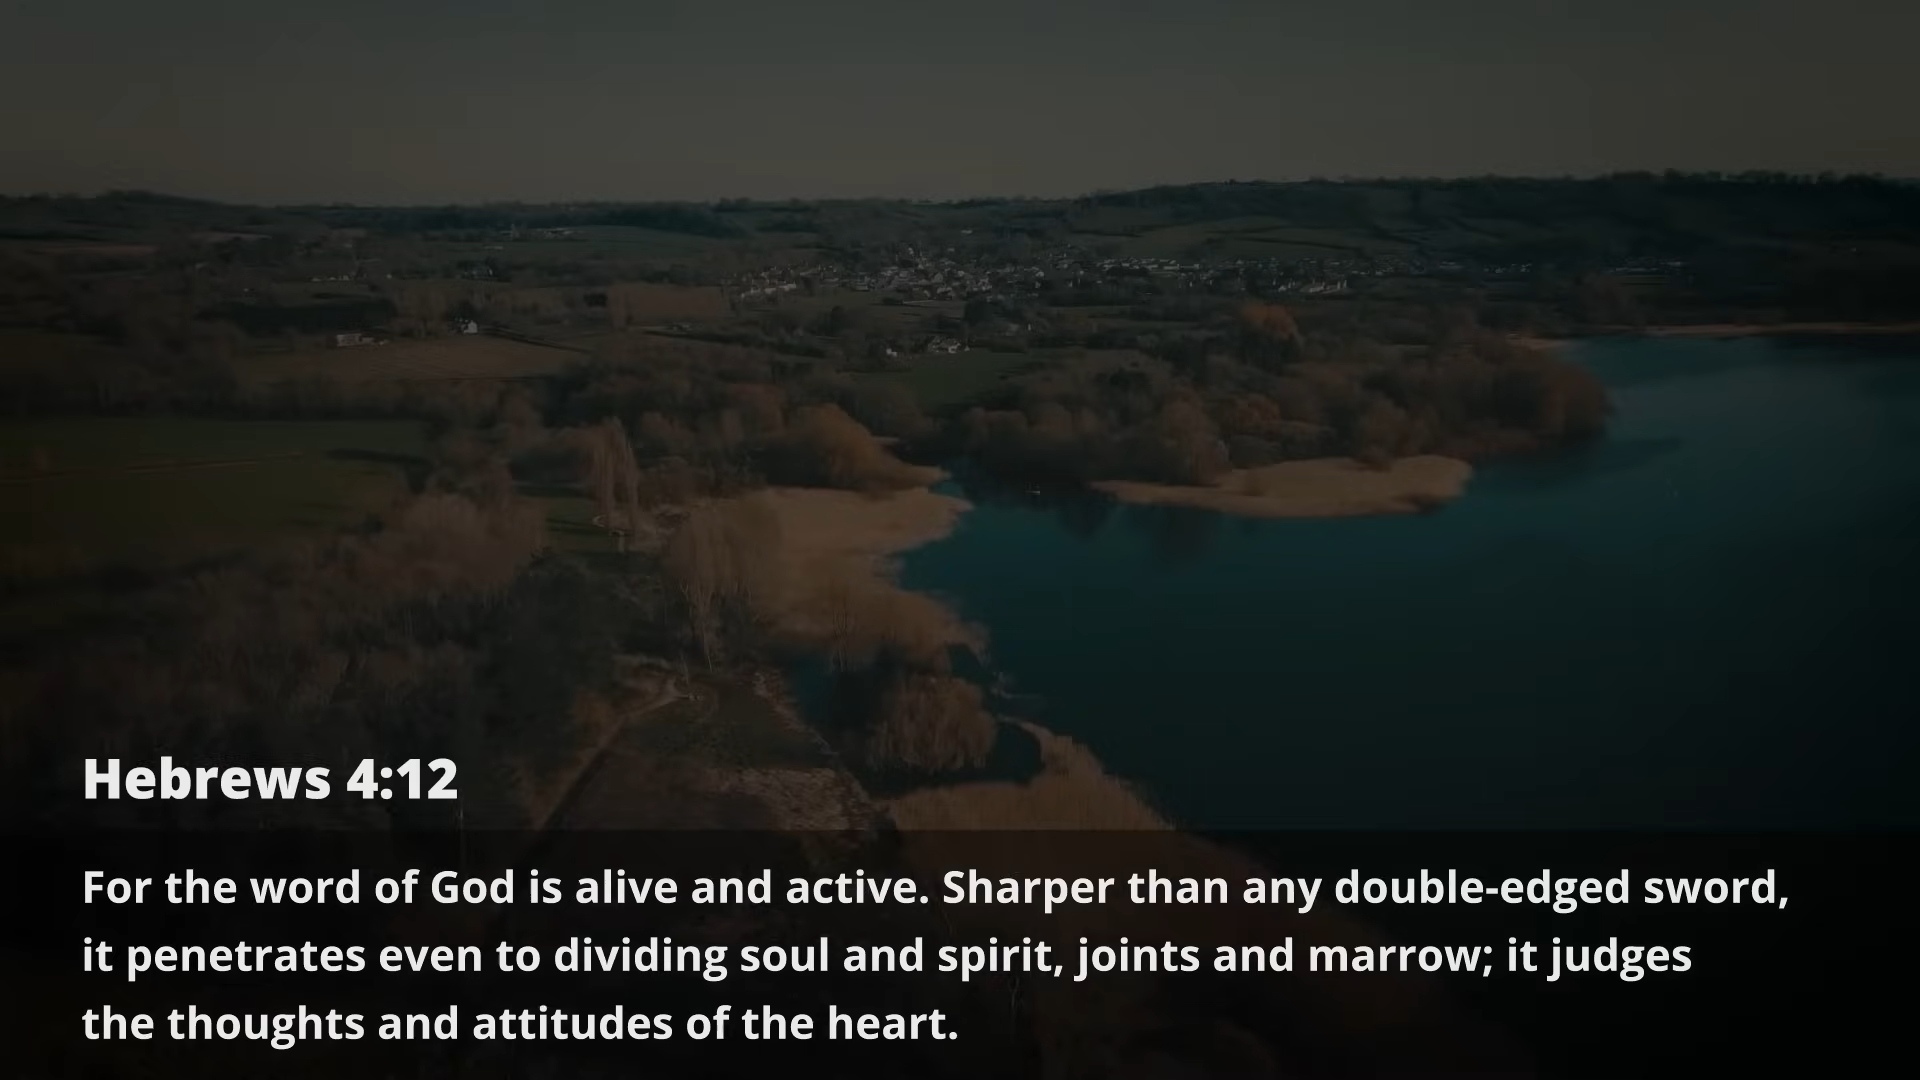 Hebrews 4:12
For the word of God is alive and active. Sharper than any double-edged sword,
it penetrates even to dividing soul and spirit, joints and marrow; it judges
the thoughts and attitudes of the heart.